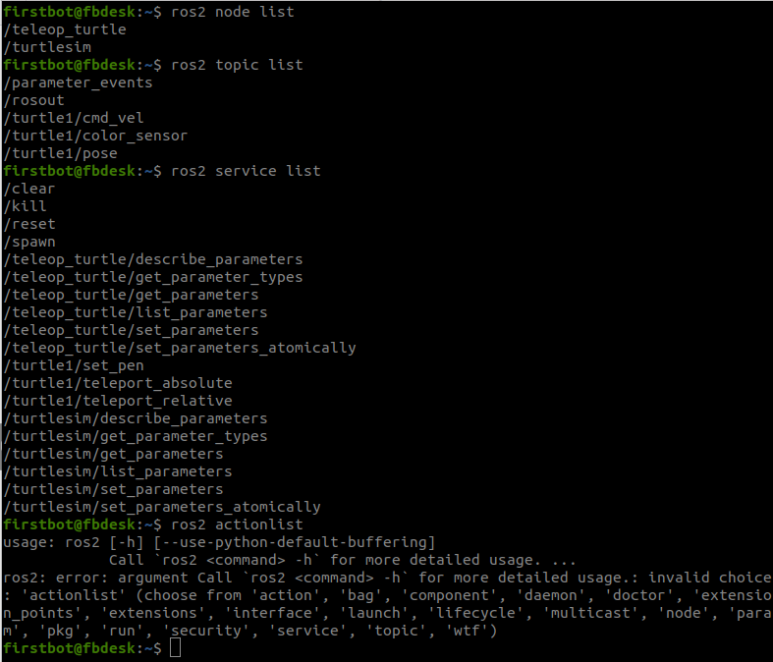 firstbot@fbdesk:~$ ros2 node list
/teleop_turtle
/turtlesim
firstbot@fbdesk:~$ ros2 topic list
/parameter_events
/rosout
/turtle1/cmd_vel
/turtle1/color_sensor
/turtle1/pose
firstbot@fbdesk:~$ ros2 service list
/clear
/kill
/reset
/spawn
/teleop_turtle/describe_parameters
/teleop_turtle/get_parameter_types
/teleop_turtle/get_parameters
/teleop_turtle/list_parameters
/teleop_turtle/set_parameters
/teleop_turtle/set_parameters_atomically
/turtle1/set_pen
/turtle1/teleport_absolute
/turtle1/teleport_relative
/turtlesim/describe_parameters
/turtlesim/get_parameter_types
/turtlesim/get_parameters
/turtlesim/list_parameters
/turtlesim/set_parameters
/turtlesim/set_parameters_atomically
firstbot@fbdesk:~$ ros2 actionlist
usage: ros2 [-h] [--use-python-default-buffering]
            Call `ros2 <command> -h` for more detailed usage. ...
ros2: error: argument Call `ros2 <command> -h` for more detailed usage.: invalid choice
: 'actionlist' (choose from 'action', 'bag', 'component', 'daemon', 'doctor', 'extensio
n_points', 'extensions', 'interface', 'launch', 'lifecycle', 'multicast', 'node', 'para
m', 'pkg', 'run', 'security', 'service', 'topic', 'wtf')
firstbot@fbdesk:~$